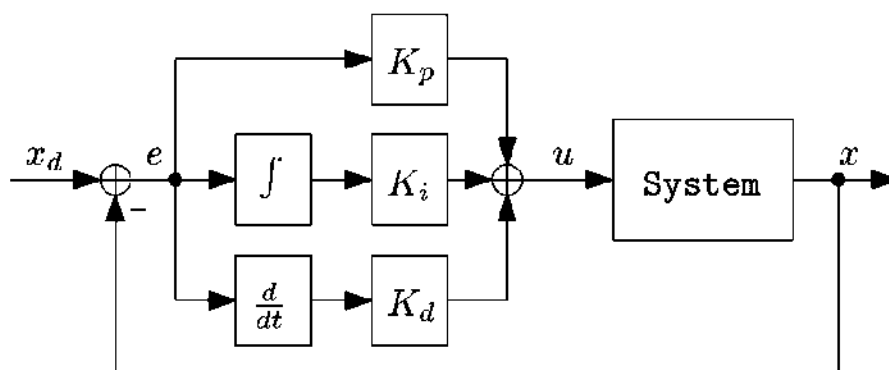 K_p
x_d
e
∫
K_i
u
System
x
−
d/dt
K_d